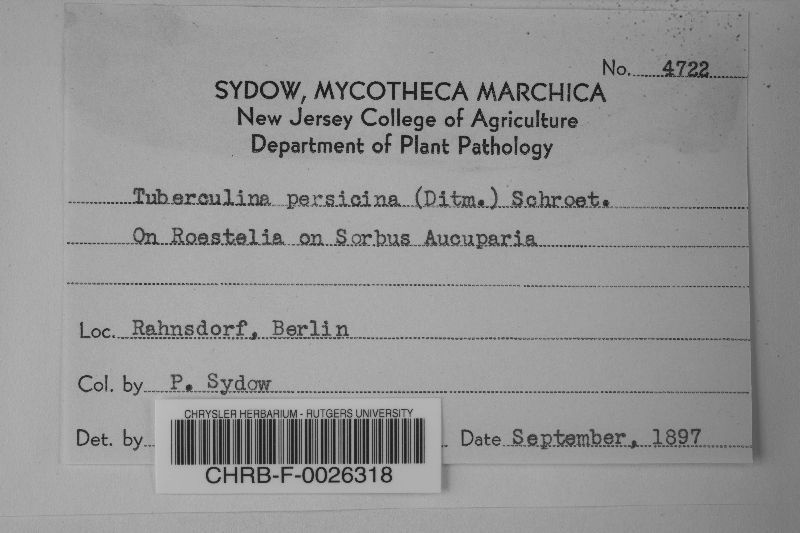 No. 4722
SYDOW, MYCOTHECA MARCHICA
New Jersey College of Agriculture
Department of Plant Pathology
Tuberculina persicina (Ditm.) Schroet.
On Roestelia on Sorbus Aucuparia
Loc. Rahnsdorf, Berlin
Col. by P. Sydow
Det. by Date September, 1897
CHRYSLER HERBARIUM - RUTGERS UNIVERSITY
CHRB-F-0026318